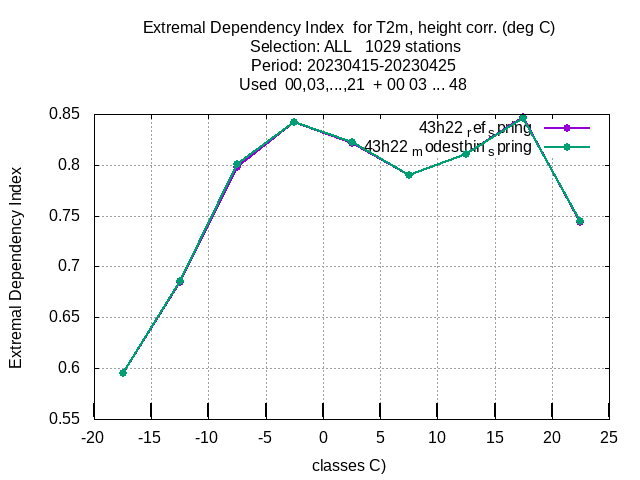 Extremal Dependency Index  for T2m, height corr. (deg C)
Selection: ALL   1029 stations
Period: 20230415-20230425
Used  00,03,...,21  + 00 03 ... 48
43h22ref_spring
43h22modesthin_spring
Extremal Dependency Index
0.85
0.8
0.75
0.7
0.65
0.6
0.55
-20 -15 -10 -5 0 5 10 15 20 25
classes C)